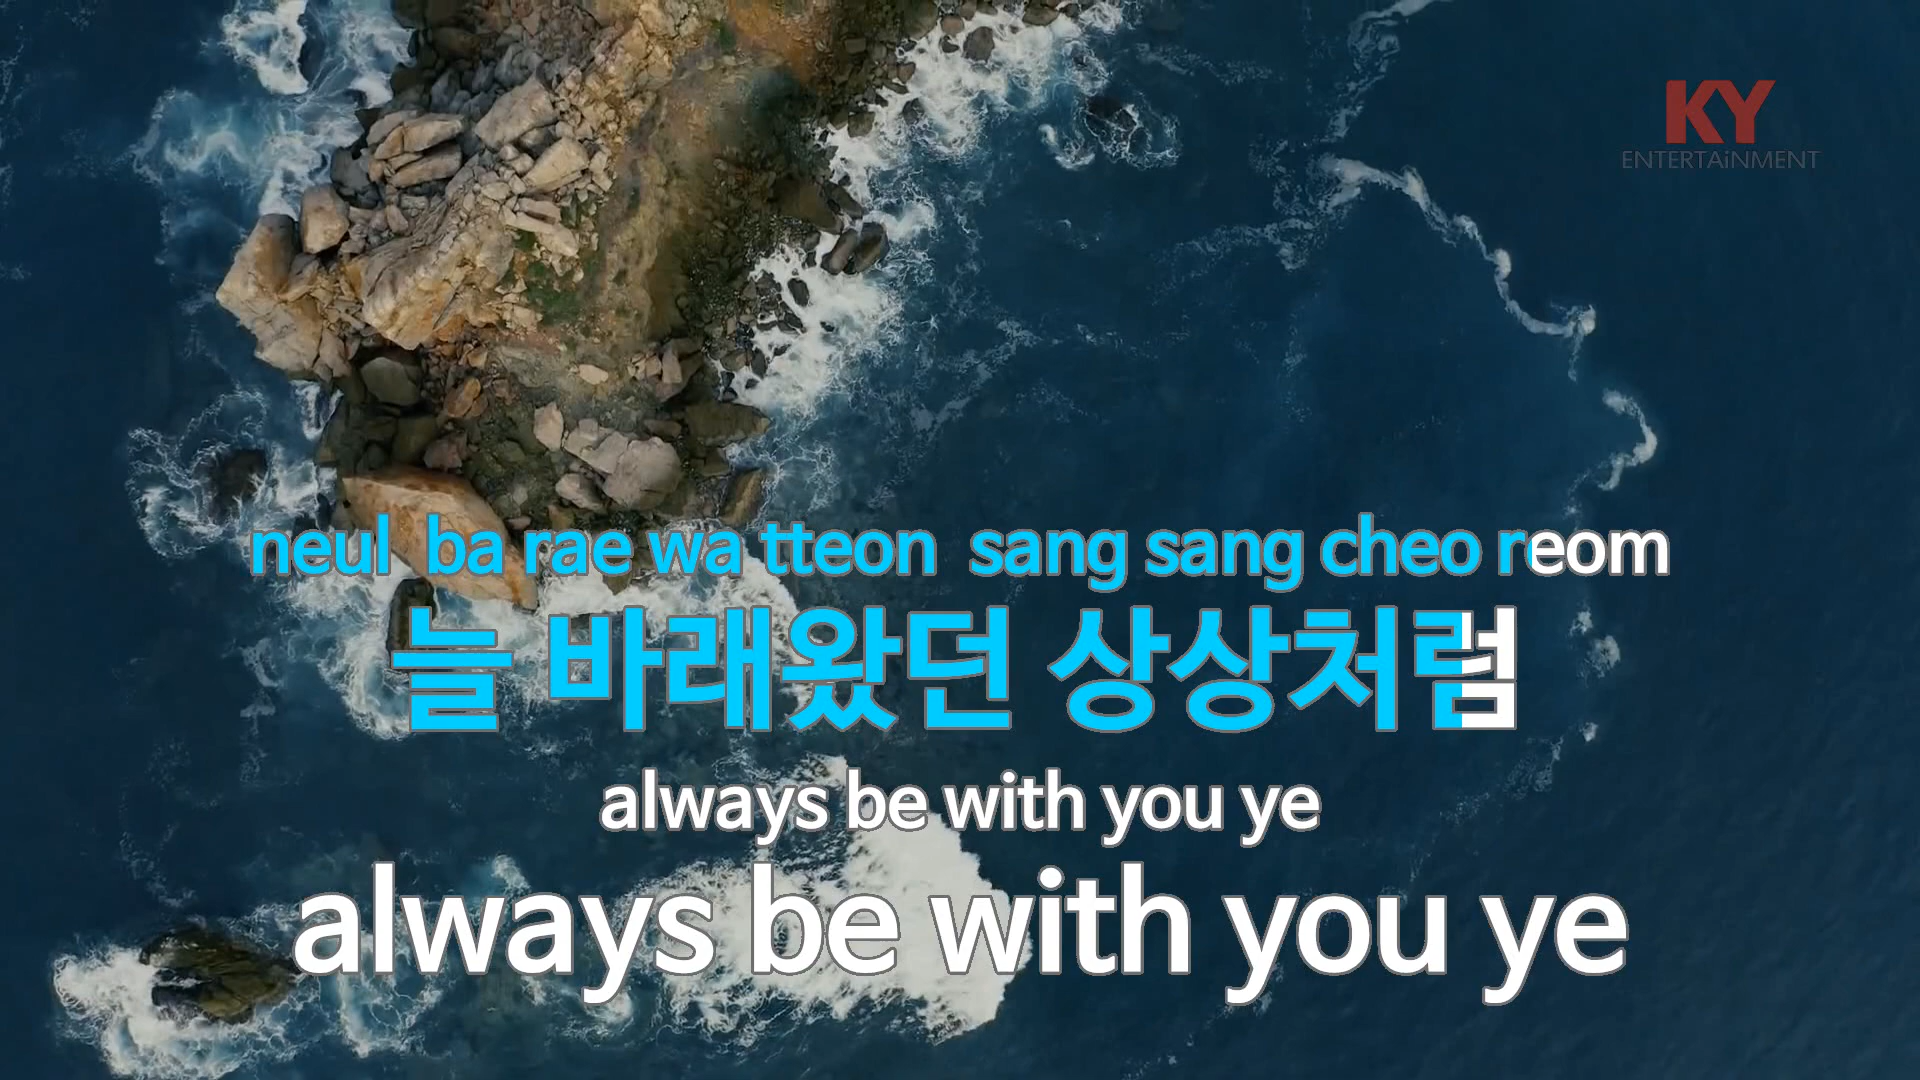 KY
ENTERTAiNMENT
neul ba rae wa tteon sang sang cheo reom
늘 바래왔던 상상처럼
always be with you ye
always be with you ye